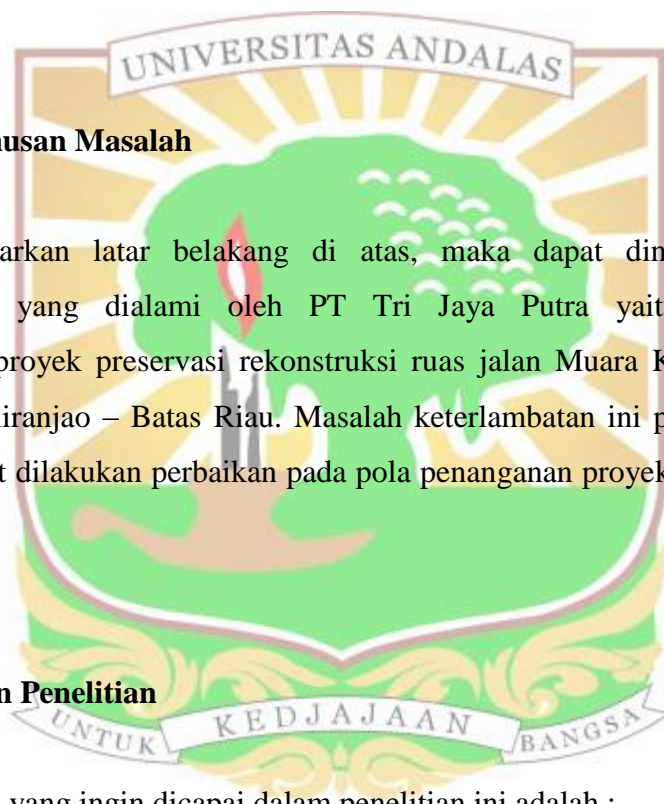 UNIVERSITAS ANDALAS
usan Masalah
arkan latar belakang di atas, maka dapat din
yang dialami oleh PT Tri Jaya Putra yait
proyek preservasi rekonstruksi ruas jalan Muara K
iranjao – Batas Riau. Masalah keterlambatan ini p
t dilakukan perbaikan pada pola penanganan proyek
n Penelitian
UNTUK KEDJAJAAN BANGSA
yang ingin dicapai dalam penelitian ini adalah :